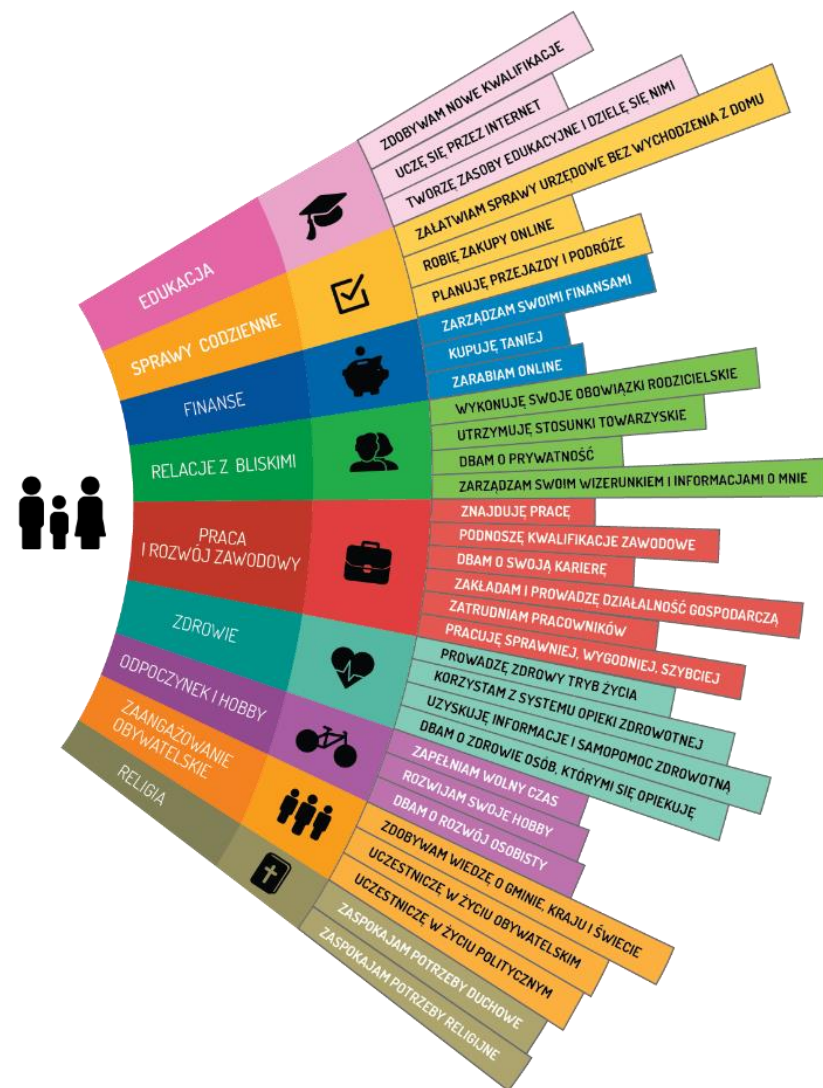 EDUKACJA
ZDOBYWAM NOWE KWALIFIKACJE
UCZĘ SIĘ PRZEZ INTERNET
TWORZĘ ZASOBY EDUKACYJNE I DZIELĘ SIĘ NIMI
SPRAWY CODZIENNE
ZAŁATWIAM SPRAWY URZĘDOWE BEZ WYCHODZENIA Z DOMU
ROBIĘ ZAKUPY ONLINE
PLANUJĘ PRZEJAZDY I PODRÓŻE
FINANSE
ZARZĄDZAM SWOIMI FINANSAMI
KUPUJĘ TANIEJ
ZARABIAM ONLINE
RELACJE Z BLISKIMI
WYKONUJĘ SWOJE OBOWIĄZKI RODZICIELSKIE
UTRZYMUJĘ STOSUNKI TOWARZYSKIE
DBAM O PRYWATNOŚĆ
ZARZĄDZAM SWOIM WIZERUNKIEM I INFORMACJAMI O MNIE
PRACA
I ROZWÓJ ZAWODOWY
ZNAJDUJĘ PRACĘ
PODNOSZĘ KWALIFIKACJE ZAWODOWE
DBAM O SWOJĄ KARIERĘ
ZAKŁADAM I PROWADZĘ DZIAŁALNOŚĆ GOSPODARCZĄ
ZATRUDNIAM PRACOWNIKÓW
PRACUJĘ SPRAWNIEJ, WYGODNIEJ, SZYBCIEJ
ZDROWIE
PROWADZĘ ZDROWY TRYB ŻYCIA
KORZYSTAM Z SYSTEMU OPIEKI ZDROWOTNEJ
UZYSKUJĘ INFORMACJE I SAMOPOMOC ZDROWOTNĄ
DBAM O ZDROWIE OSÓB, KTÓRYMI SIĘ OPIEKUJĘ
ODPOCZYNEK I HOBBY
ZAPEŁNIAM WOLNY CZAS
ROZWIJAM SWOJE HOBBY
DBAM O ROZWÓJ OSOBISTY
ZAANGAŻOWANIE
OBYWATELSKIE
ZDOBYWAM WIEDZĘ O GMINIE, KRAJU I ŚWIECIE
UCZESTNICZĘ W ŻYCIU OBYWATELSKIM
UCZESTNICZĘ W ŻYCIU POLITYCZNYM
RELIGIA
ZASPOKAJAM POTRZEBY DUCHOWE
ZASPOKAJAM POTRZEBY RELIGIJNE